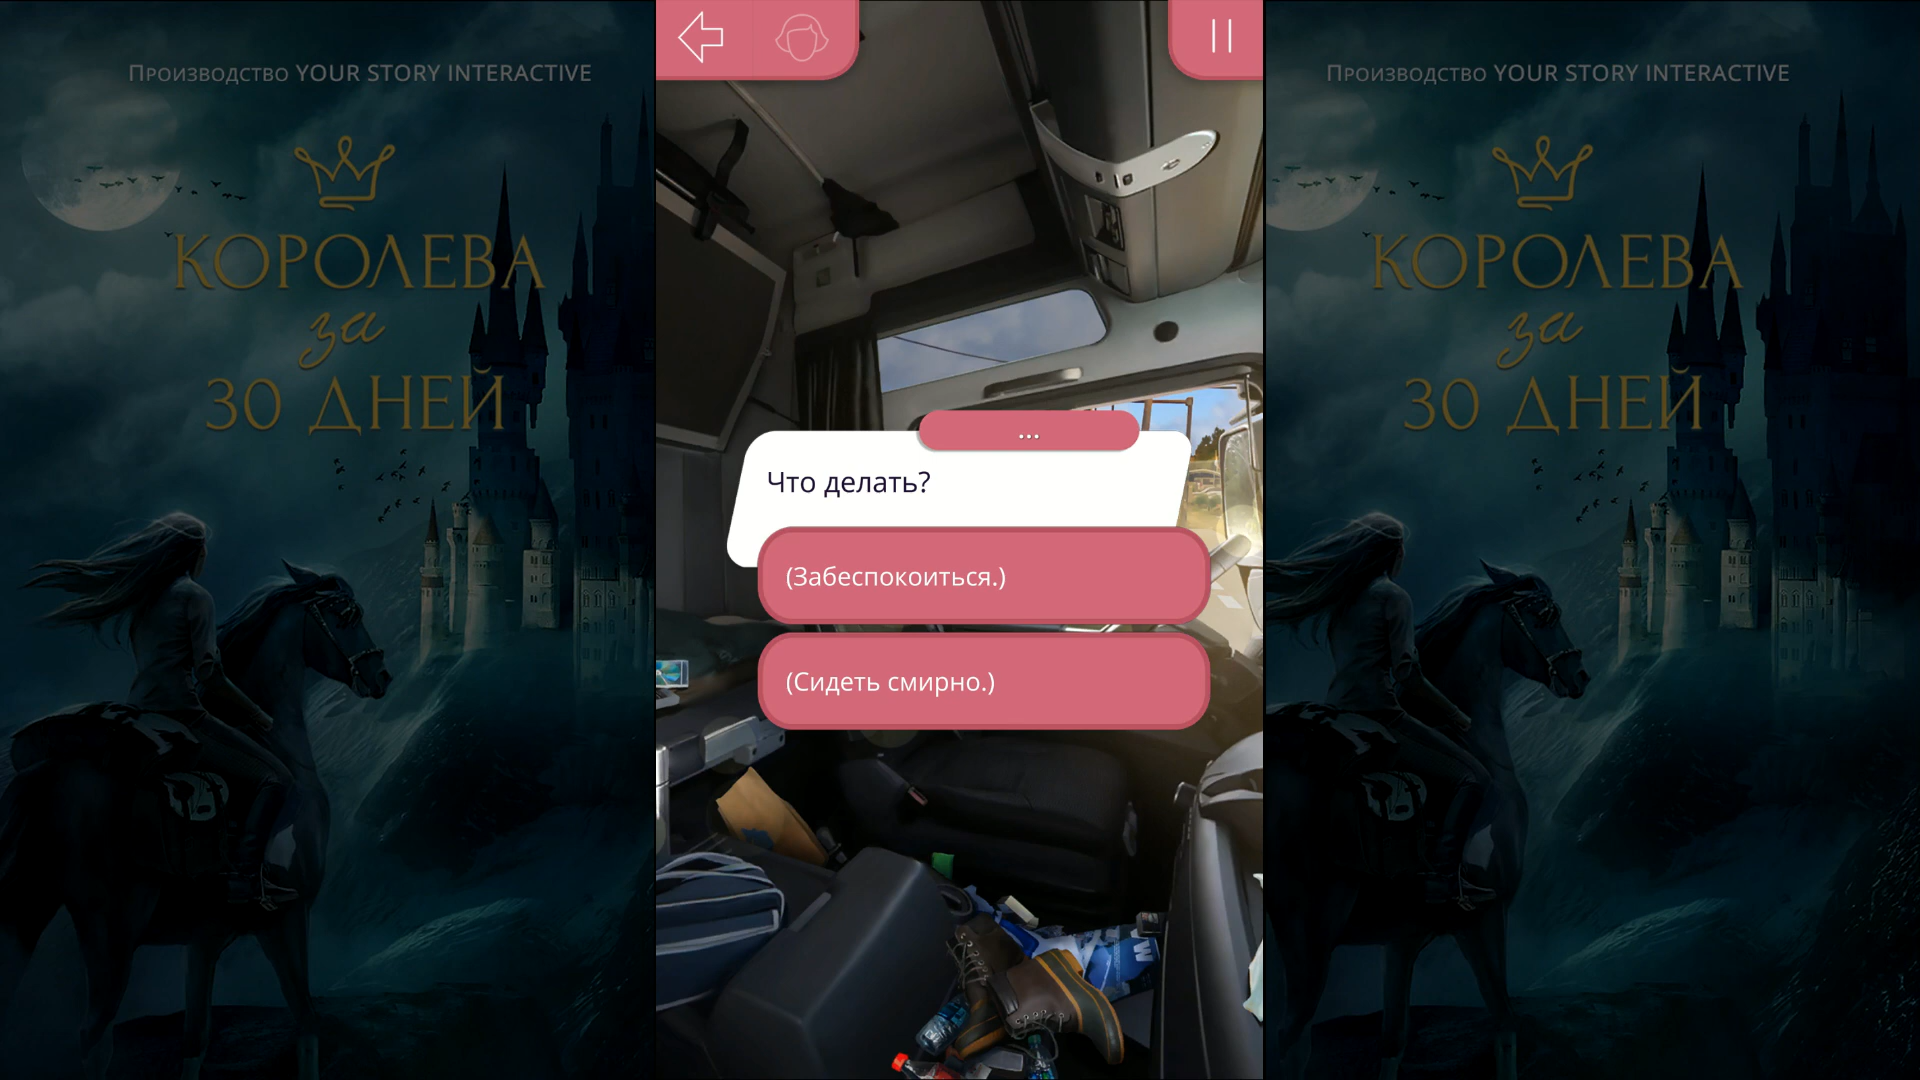 Производство YOUR STORY INTERACTIVE
КОРОЛЕВА
за
30 ДНЕЙ
...
Что делать?
(Забеспокоиться.)
(Сидеть смирно.)
W
Производство YOUR STORY INTERACTIVE
КОРОЛЕВА
за
30 ДНЕЙ